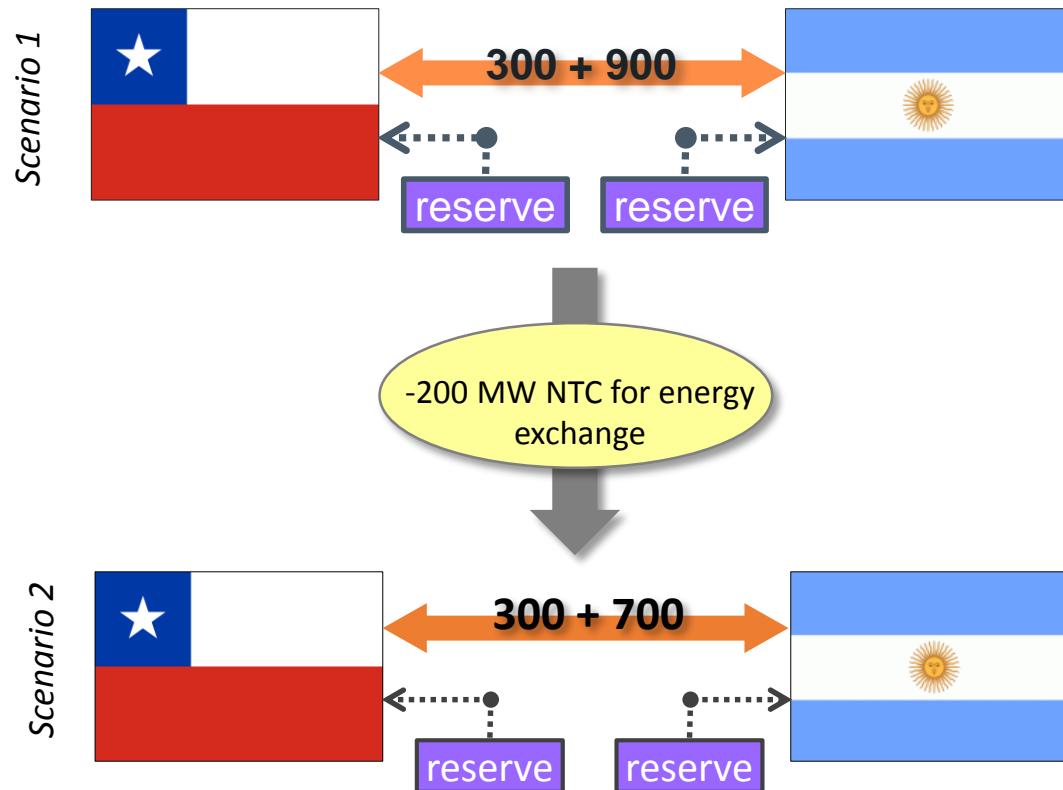 Scenario 1
300 + 900
reserve
reserve
-200 MW NTC for energy
exchange
Scenario 2
300 + 700
reserve
reserve